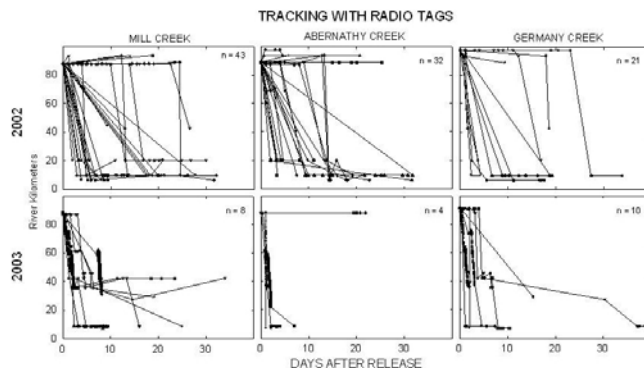 TRACKING WITH RADIO TAGS
MILL CREEK ABERNATHY CREEK GERMANY CREEK
2002
River Kilometers
80
60
40
20
0
n = 43
n = 32
n = 21
2003
80
60
40
20
0
n = 8
n = 4
n = 10
0 10 20 30 0 10 20 30 0 10 20 30
DAYS AFTER RELEASE